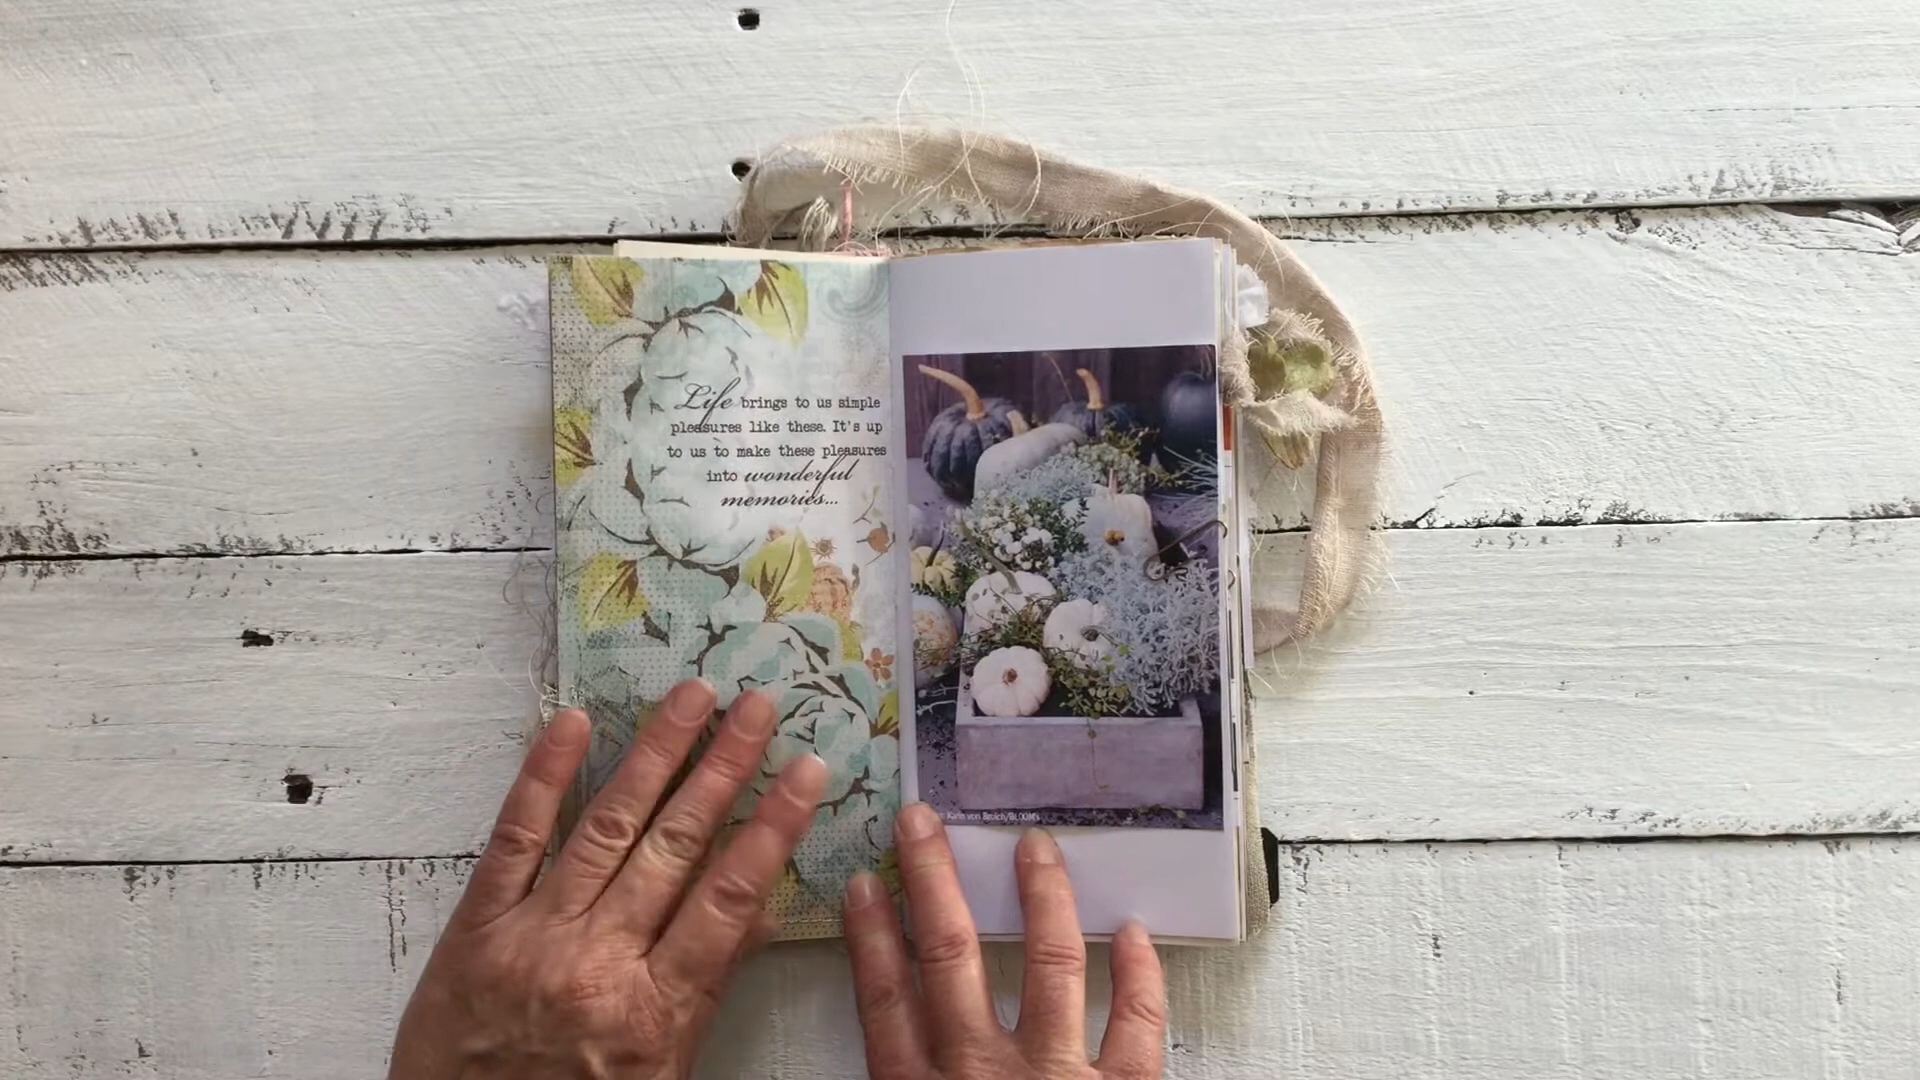 Life brings to us simple
pleasures like these. It's up
to us to make these pleasures
into wonderful
memories...
von